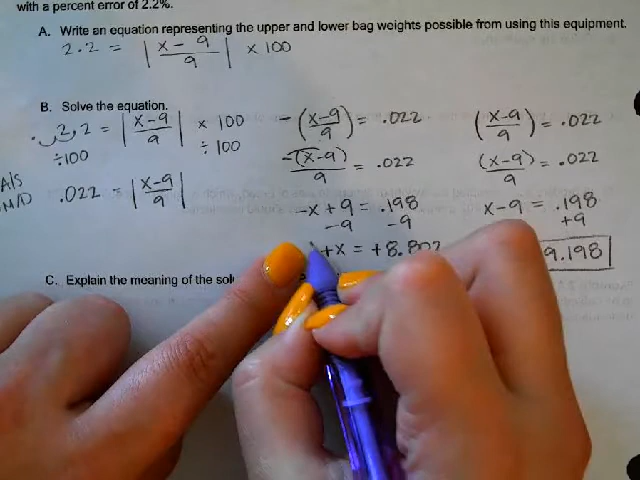 with a percent error of 2.2%.
A. Write an equation representing the upper and lower bag weights possible from using this equipment.
2.2 = |x - 9 / 9| × 100
B. Solve the equation.
2.2 = |x-9 / 9| × 100
÷100 ÷100
A/S
M/D
.022 = |x-9 / 9|
-(x-9 / 9) = .022
-(x-9) / 9 = .022
-x + 9 = .198
-9 -9
+x = +8.802
(x-9 / 9) = .022
(x-9) / 9 = .022
x-9 = .198
+9
9.198
C. Explain the meaning of the